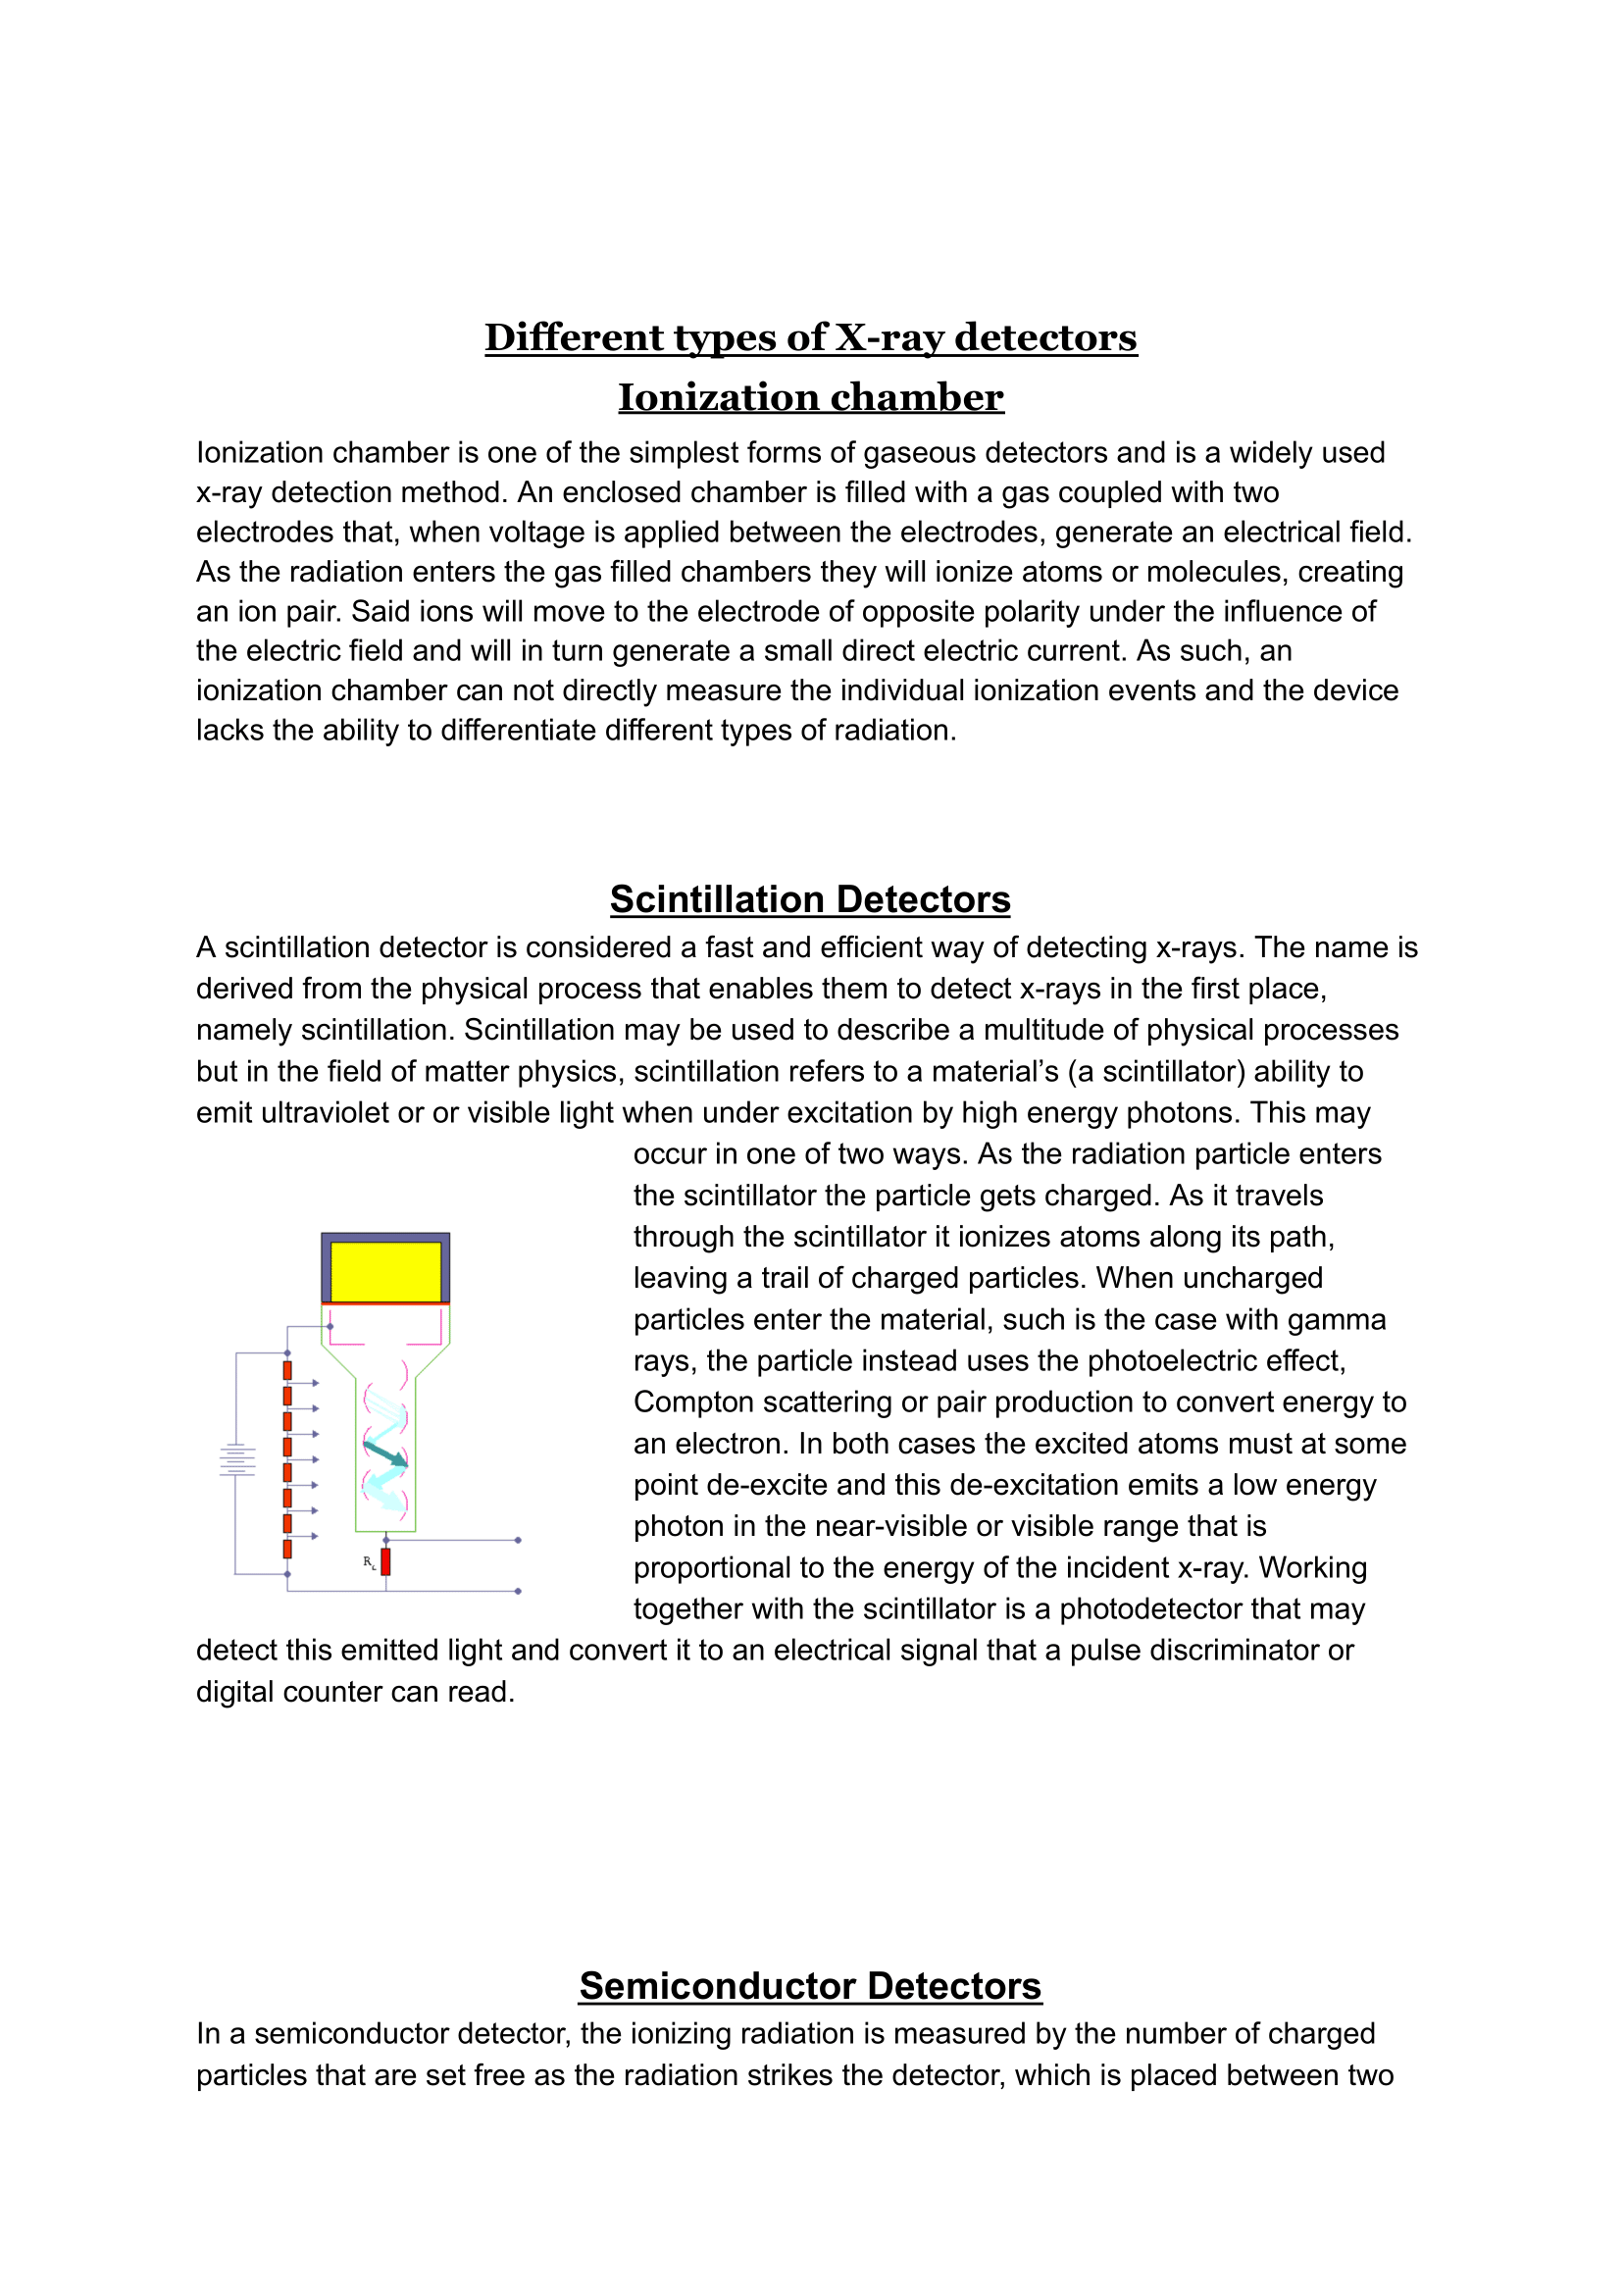 Different types of X-ray detectors
Ionization chamber
Ionization chamber is one of the simplest forms of gaseous detectors and is a widely used
x-ray detection method. An enclosed chamber is filled with a gas coupled with two
electrodes that, when voltage is applied between the electrodes, generate an electrical field.
As the radiation enters the gas filled chambers they will ionize atoms or molecules, creating
an ion pair. Said ions will move to the electrode of opposite polarity under the influence of
the electric field and will in turn generate a small direct electric current. As such, an
ionization chamber can not directly measure the individual ionization events and the device
lacks the ability to differentiate different types of radiation.
Scintillation Detectors
A scintillation detector is considered a fast and efficient way of detecting x-rays. The name is
derived from the physical process that enables them to detect x-rays in the first place,
namely scintillation. Scintillation may be used to describe a multitude of physical processes
but in the field of matter physics, scintillation refers to a material’s (a scintillator) ability to
emit ultraviolet or or visible light when under excitation by high energy photons. This may
occur in one of two ways. As the radiation particle enters
the scintillator the particle gets charged. As it travels
through the scintillator it ionizes atoms along its path,
leaving a trail of charged particles. When uncharged
particles enter the material, such is the case with gamma
rays, the particle instead uses the photoelectric effect,
Compton scattering or pair production to convert energy to
an electron. In both cases the excited atoms must at some
point de-excite and this de-excitation emits a low energy
photon in the near-visible or visible range that is
proportional to the energy of the incident x-ray. Working
together with the scintillator is a photodetector that may
R_L
detect this emitted light and convert it to an electrical signal that a pulse discriminator or
digital counter can read.
Semiconductor Detectors
In a semiconductor detector, the ionizing radiation is measured by the number of charged
particles that are set free as the radiation strikes the detector, which is placed between two